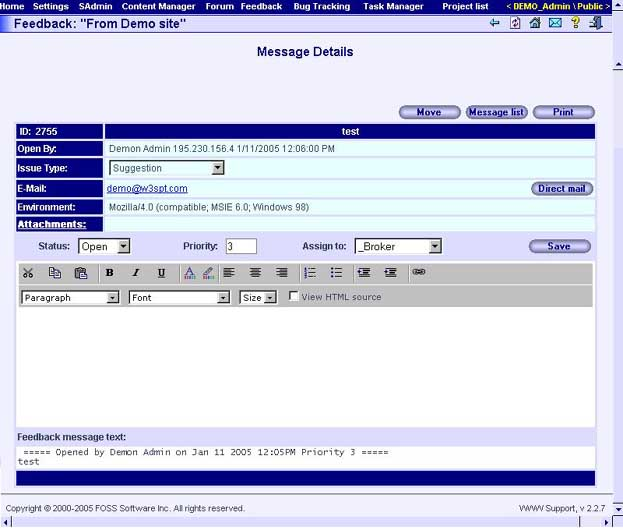 Home Settings SAdmin Content Manager Forum Feedback Bug Tracking Task Manager Project list < DEMO_Admin \ Public >
Feedback: "From Demo site"
Message Details
Move Message list Print
ID: 2755 test
Open By: Demon Admin 195.230.156.4 1/11/2005 12:06:00 PM
Issue Type: Suggestion
E-Mail: demo@w3spt.com Direct mail
Environment: Mozilla/4.0 (compatible; MSIE 6.0; Windows 98)
Attachments:
Status: Open Priority: 3 Assign to: _Broker Save
B I U A
Paragraph Font Size View HTML source
Feedback message text:
===== Opened by Demon Admin on Jan 11 2005 12:05PM Priority 3 =====
test
Copyright © 2000-2005 FOSS Software Inc. All rights reserved. WWW Support, v 2.2.7